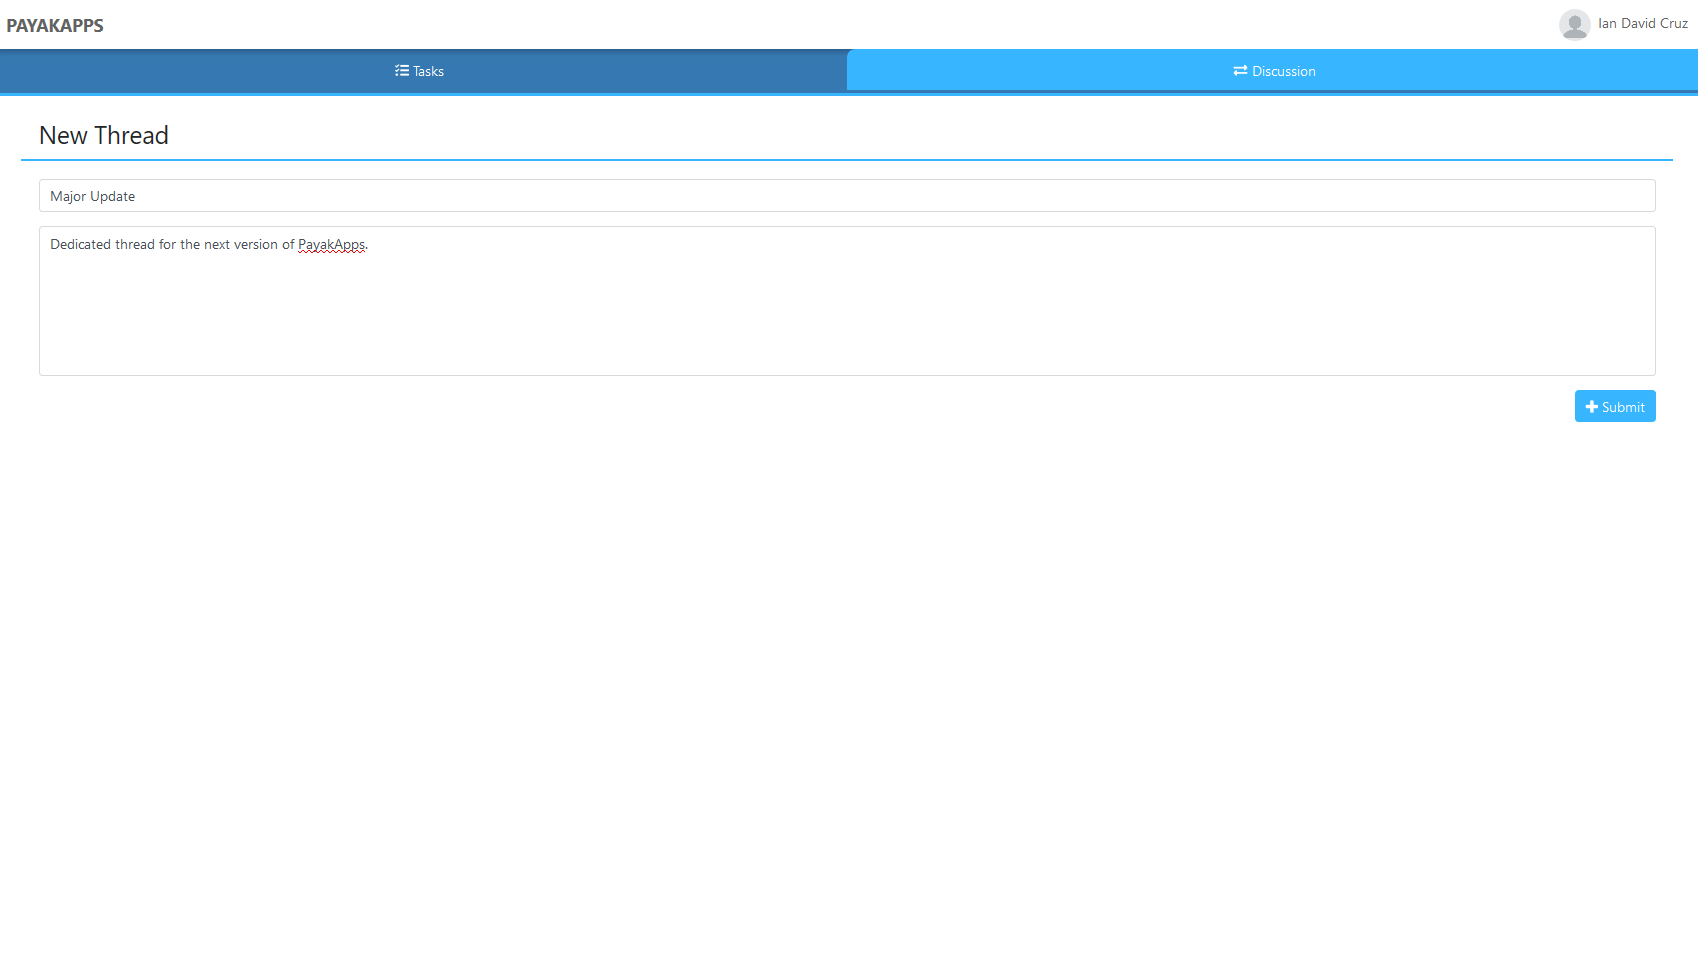 PAYAKAPPS
Ian David Cruz
Tasks
Discussion
New Thread
Major Update
Dedicated thread for the next version of PayakApps.
Submit